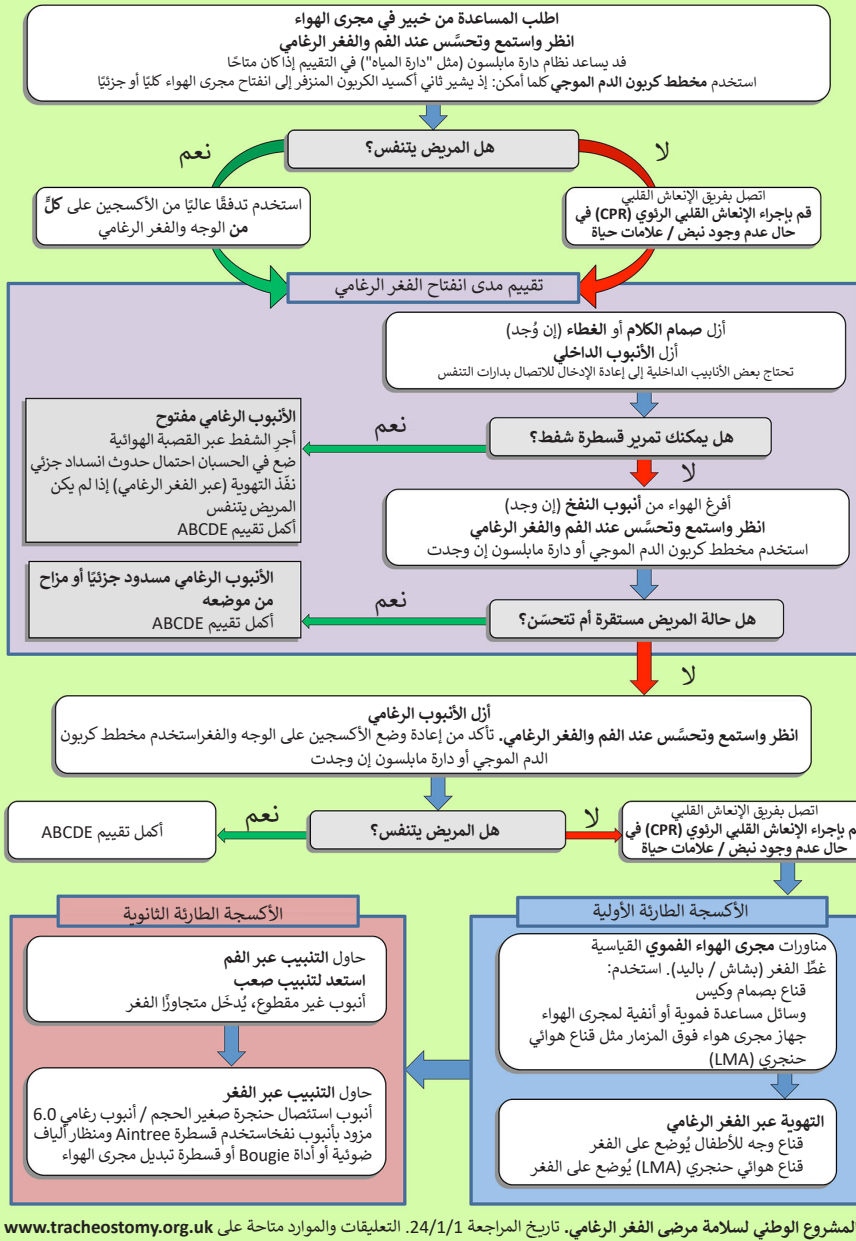 اطلب المساعدة من خبير في مجرى الهواء
انظر واستمع وتحسَّس عند الفم والفغر الرغامي
قد يساعد نظام دارة مابلسون (مثل "دارة المياه") في التقييم إذا كان متاحًا
استخدم مخطط كربون الدم الموجي كلما أمكن: إذ يشير ثاني أكسيد الكربون المنزفر إلى انفتاح مجرى الهواء كليًا أو جزئيًا
هل المريض يتنفس؟
لا
نعم
اتصل بفريق الإنعاش القلبي
قم بإجراء الإنعاش القلبي الرئوي (CPR) في
حال عدم وجود نبض / علامات حياة
استخدم تدفقًا عاليًا من الأكسجين على كلٍّ
من الوجه والفغر الرغامي
تقييم مدى انفتاح الفغر الرغامي
أزل صمام الكلام أو الغطاء (إن وُجد)
أزل الأنبوب الداخلي
تحتاج بعض الأنابيب الداخلية إلى إعادة الإدخال للاتصال بدارات التنفس
هل يمكنك تمرير قسطرة شفط؟
نعم
الأنبوب الرغامي مفتوح
أجرِ الشفط عبر القصبة الهوائية
ضع في الحسبان احتمال حدوث انسداد جزئي
نفّذ التهوية (عبر الفغر الرغامي) إذا لم يكن
المريض يتنفس
أكمل تقييم ABCDE
لا
أفرغ الهواء من أنبوب النفخ (إن وجد)
انظر واستمع وتحسَّس عند الفم والفغر الرغامي
استخدم مخطط كربون الدم الموجي أو دارة مابلسون إن وجدت
هل حالة المريض مستقرة أم تتحسَّن؟
نعم
الأنبوب الرغامي مسدود جزئيًا أو مزاح
من موضعه
أكمل تقييم ABCDE
لا
أزل الأنبوب الرغامي
انظر واستمع وتحسَّس عند الفم والفغر الرغامي. تأكد من إعادة وضع الأكسجين على الوجه والفغراستخدم مخطط كربون
الدم الموجي أو دارة مابلسون إن وجدت
هل المريض يتنفس؟
لا
نعم
اتصل بفريق الإنعاش القلبي
م بإجراء الإنعاش القلبي الرئوي (CPR) في
حال عدم وجود نبض / علامات حياة
أكمل تقييم ABCDE
الأكسجة الطارئة الأولية
مناورات مجرى الهواء الفموي القياسية
غطِّ الفغر (بشاش / باليد). استخدم:
قناع بصمام وكيس
وسائل مساعدة فموية أو أنفية لمجرى الهواء
جهاز مجرى هواء فوق المزمار مثل قناع هوائي
حنجري (LMA)
التهوية عبر الفغر الرغامي
قناع وجه للأطفال يُوضع على الفغر
قناع هوائي حنجري (LMA) يُوضع على الفغر
الأكسجة الطارئة الثانوية
حاول التنبيب عبر الفم
استعد لتنبيب صعب
أنبوب غير مقطوع، يُدخَل متجاوزًا الفغر
حاول التنبيب عبر الفغر
أنبوب استئصال حنجرة صغير الحجم / أنبوب رغامي 6.0
مزود بأنبوب نفخاستخدم قسطرة Aintree ومنظار ألياف
ضوئية أو أداة Bougie أو قسطرة تبديل مجرى الهواء
المشروع الوطني لسلامة مرضى الفغر الرغامي. تاريخ المراجعة 24/1/1. التعليقات والموارد متاحة على www.tracheostomy.org.uk